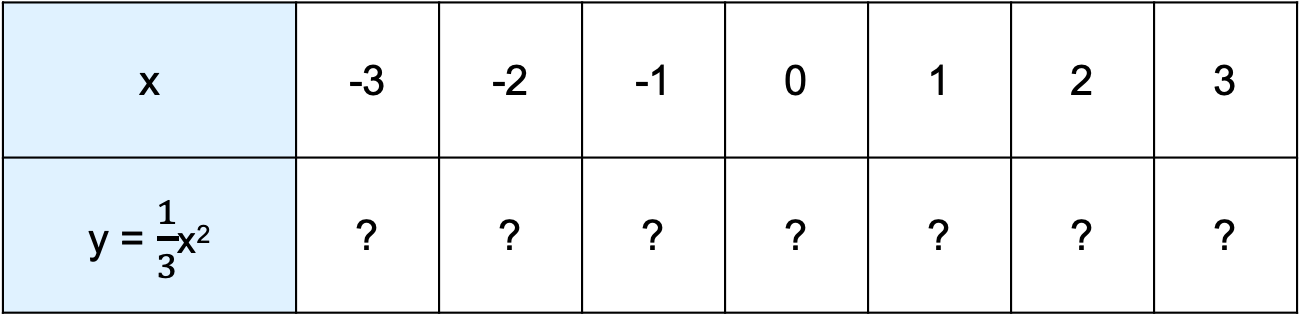 x -3 -2 -1 0 1 2 3
y = 1/3x² ? ? ? ? ? ? ?